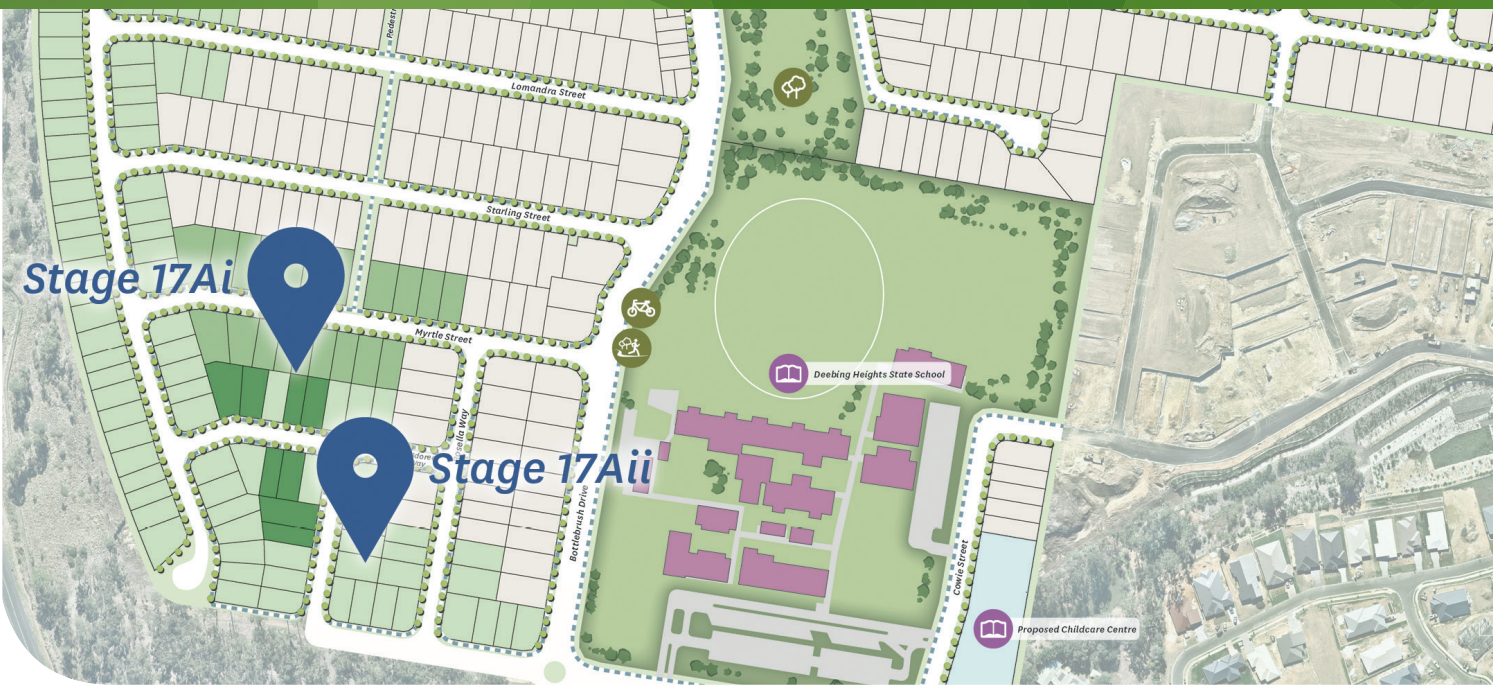 Lomandra Street
Starling Street
Stage 17Ai
Myrtle Street
Deebing Heights State School
Stage 17Aii
Bottlebrush Drive
Cowie Street
Proposed Childcare Centre